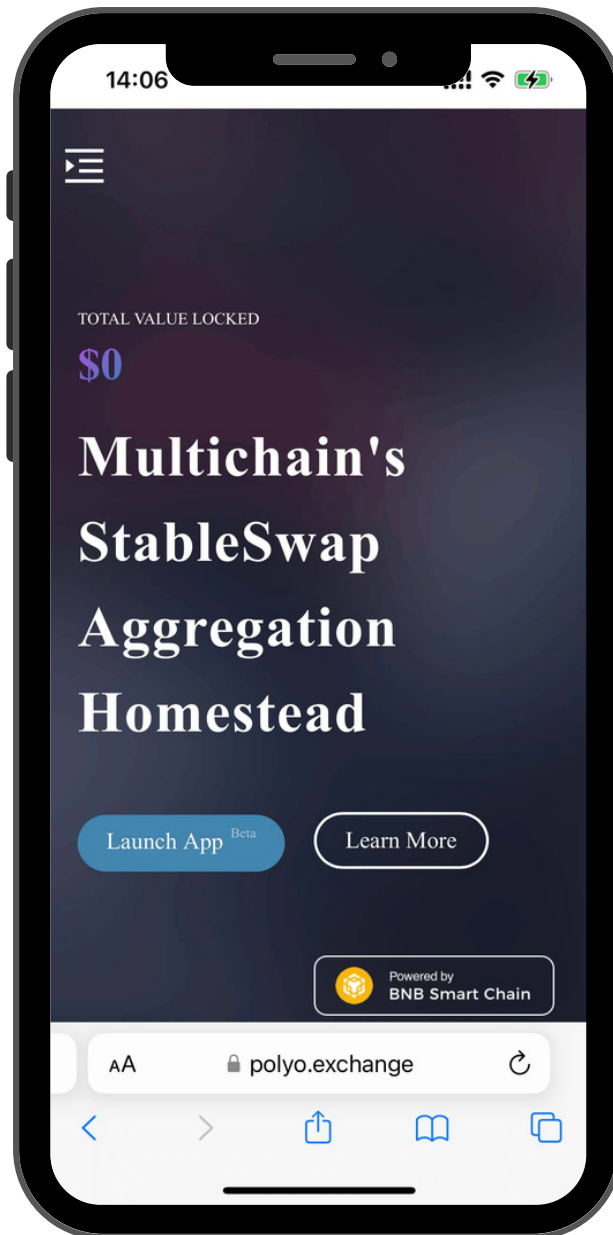 14:06
TOTAL VALUE LOCKED
$0
Multichain's
StableSwap
Aggregation
Homestead
Launch App Beta
Learn More
Powered by
BNB Smart Chain
AA
polyo.exchange